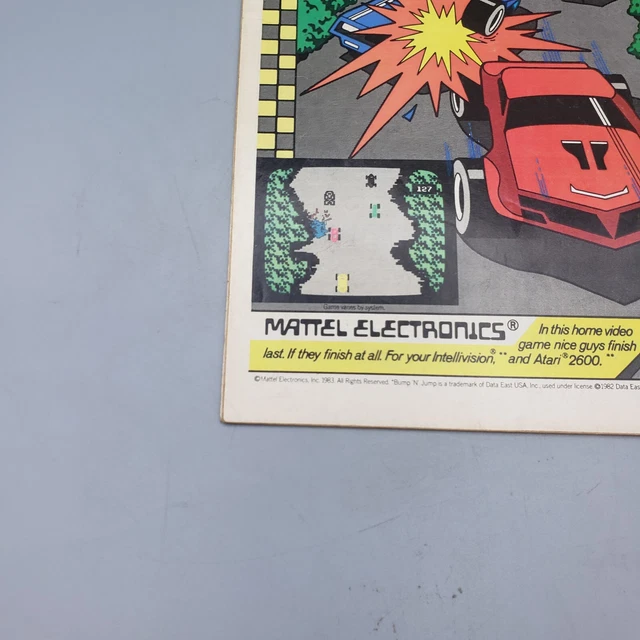 127
Game varies by system.
MATTEL ELECTRONICS®
In this home video
game nice guys finish
last. If they finish at all. For your Intellivision,®** and Atari® 2600.**
©Mattel Electronics, Inc. 1983. All Rights Reserved. "Bump 'N' Jump is a trademark of Data East USA, Inc., used under license ©1982 Data Eas